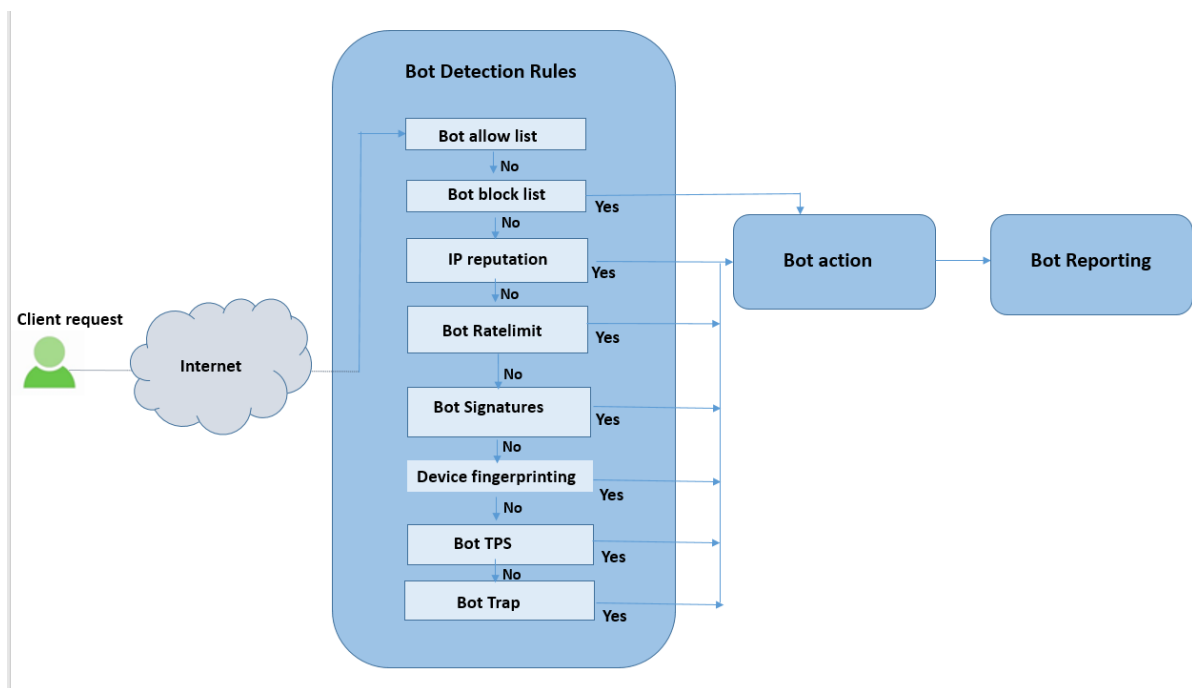 Bot Detection Rules
Bot allow list
No
Bot block list
Yes
No
IP reputation
Yes
No
Bot Ratelimit
Yes
No
Bot Signatures
Yes
No
Device fingerprinting
Yes
No
Bot TPS
Yes
No
Bot Trap
Yes
Client request
Internet
Bot action
Bot Reporting